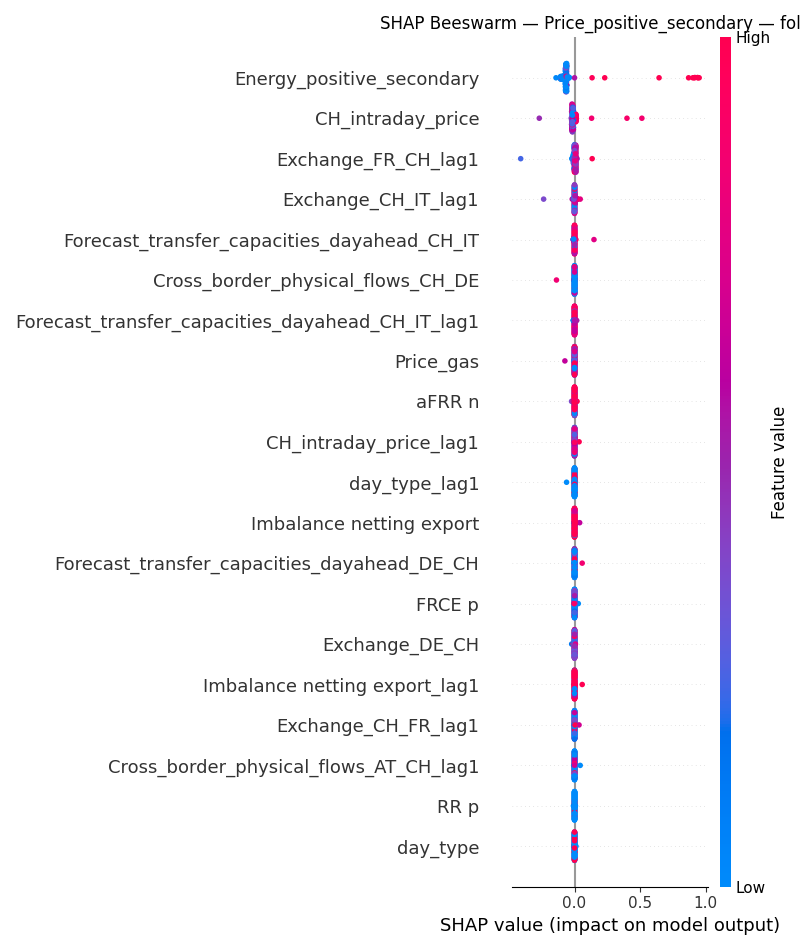 SHAP Beeswarm — Price_positive_secondary — fol
High
Energy_positive_secondary
CH_intraday_price
Exchange_FR_CH_lag1
Exchange_CH_IT_lag1
Forecast_transfer_capacities_dayahead_CH_IT
Cross_border_physical_flows_CH_DE
Forecast_transfer_capacities_dayahead_CH_IT_lag1
Price_gas
aFRR n
CH_intraday_price_lag1
day_type_lag1
Imbalance netting export
Forecast_transfer_capacities_dayahead_DE_CH
FRCE p
Exchange_DE_CH
Imbalance netting export_lag1
Exchange_CH_FR_lag1
Cross_border_physical_flows_AT_CH_lag1
RR p
day_type
Feature value
Low
0.0 0.5 1.0
SHAP value (impact on model output)